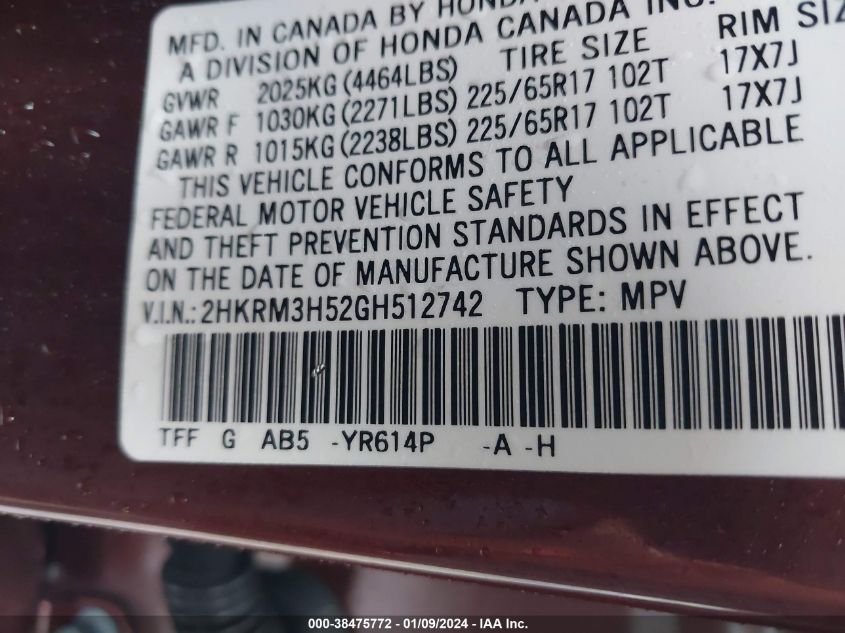 MFD. IN CANADA BY HONDA
A DIVISION OF HONDA CANADA INC.
TIRE SIZE RIM SIZ
GVWR 2025KG (4464LBS)
GAWR F 1030KG (2271LBS) 225/65R17 102T 17X7J
GAWR R 1015KG (2238LBS) 225/65R17 102T 17X7J
THIS VEHICLE CONFORMS TO ALL APPLICABLE
FEDERAL MOTOR VEHICLE SAFETY
AND THEFT PREVENTION STANDARDS IN EFFECT
ON THE DATE OF MANUFACTURE SHOWN ABOVE.
V.I.N.: 2HKRM3H52GH512742 TYPE: MPV
TFF G AB5 -YR614P -A -H
000-38475772 - 01/09/2024 - IAA Inc.